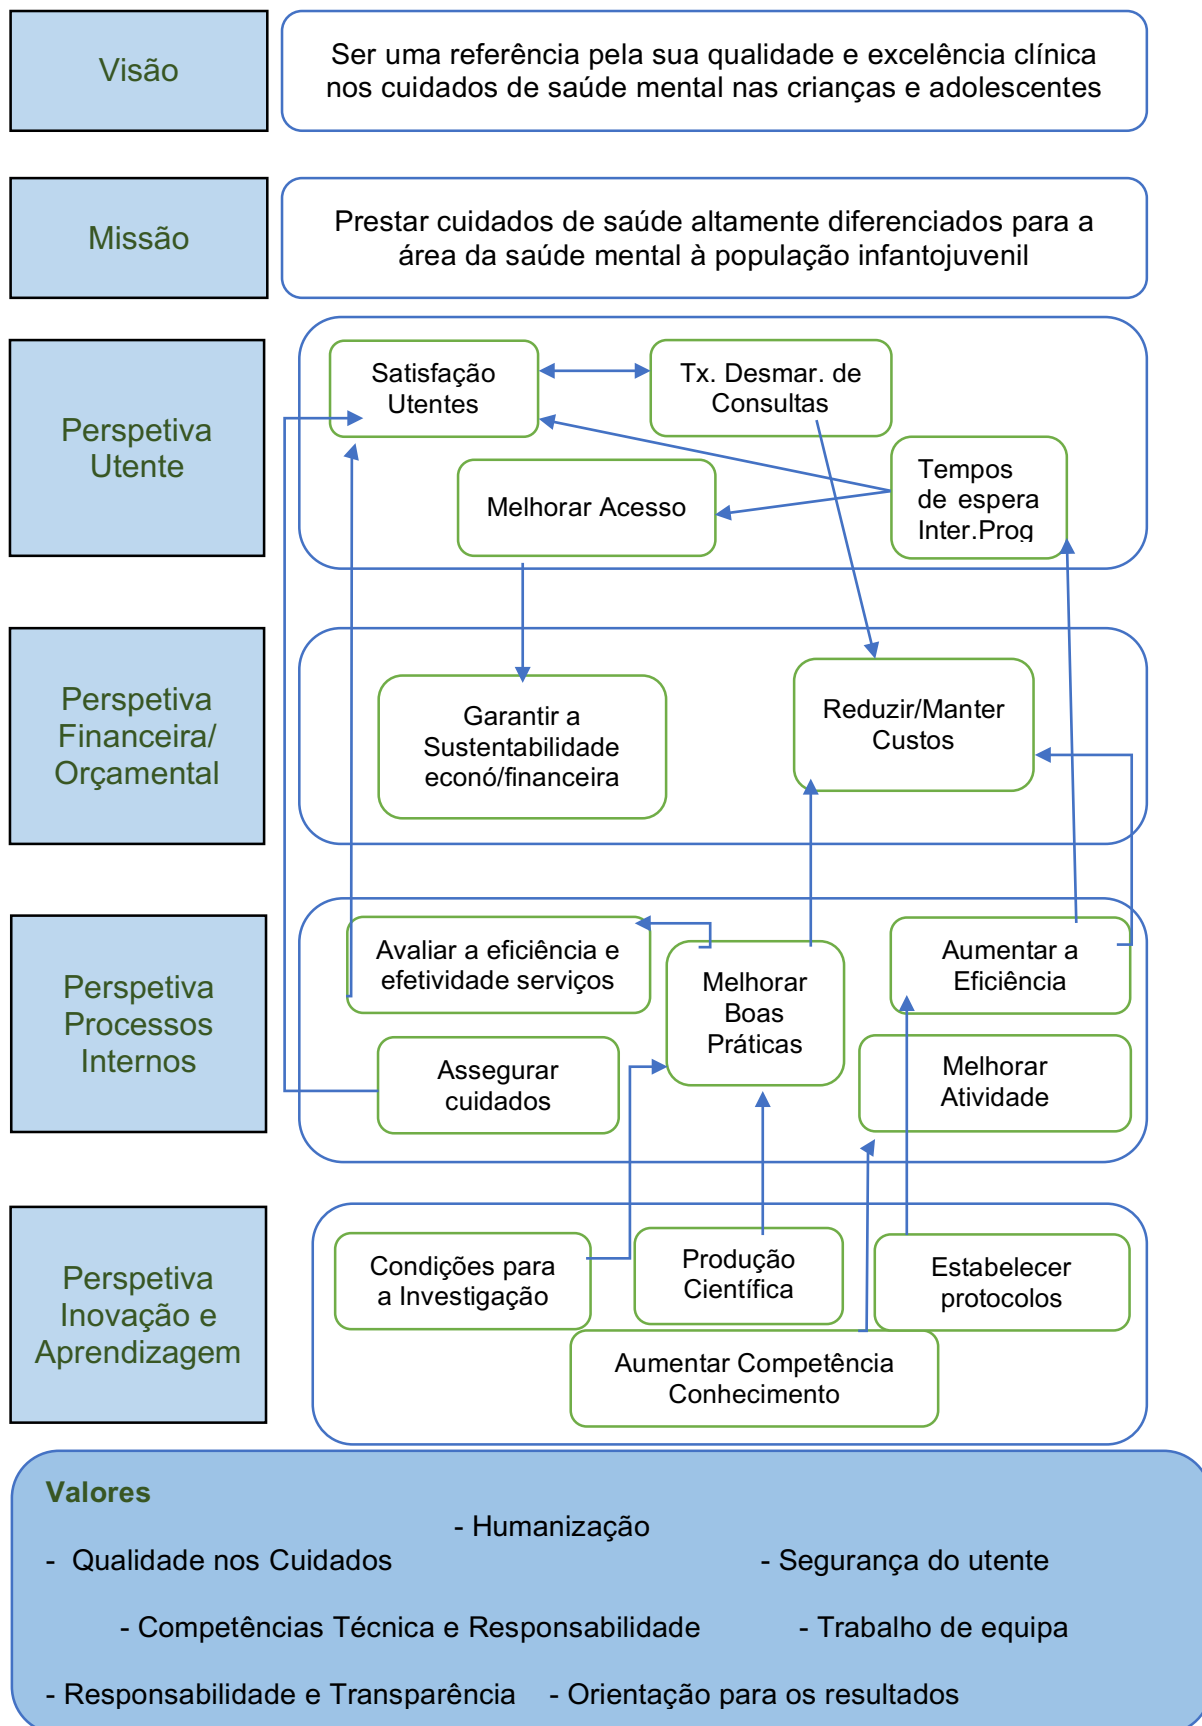 Visão
Ser uma referência pela sua qualidade e excelência clínica
nos cuidados de saúde mental nas crianças e adolescentes
Missão
Prestar cuidados de saúde altamente diferenciados para a
área da saúde mental à população infantojuvenil
Perspetiva
Utente
Satisfação
Utentes
Tx. Desmar. de
Consultas
Melhorar Acesso
Tempos
de espera
Inter.Prog
Perspetiva
Financeira/
Orçamental
Garantir a
Sustentabilidade
econó/financeira
Reduzir/Manter
Custos
Perspetiva
Processos
Internos
Avaliar a eficiência e
efetividade serviços
Melhorar
Boas
Práticas
Aumentar a
Eficiência
Assegurar
cuidados
Melhorar
Atividade
Perspetiva
Inovação e
Aprendizagem
Condições para
a Investigação
Produção
Científica
Estabelecer
protocolos
Aumentar Competência
Conhecimento
Valores
- Humanização
- Qualidade nos Cuidados
- Segurança do utente
- Competências Técnica e Responsabilidade
- Trabalho de equipa
- Responsabilidade e Transparência
- Orientação para os resultados